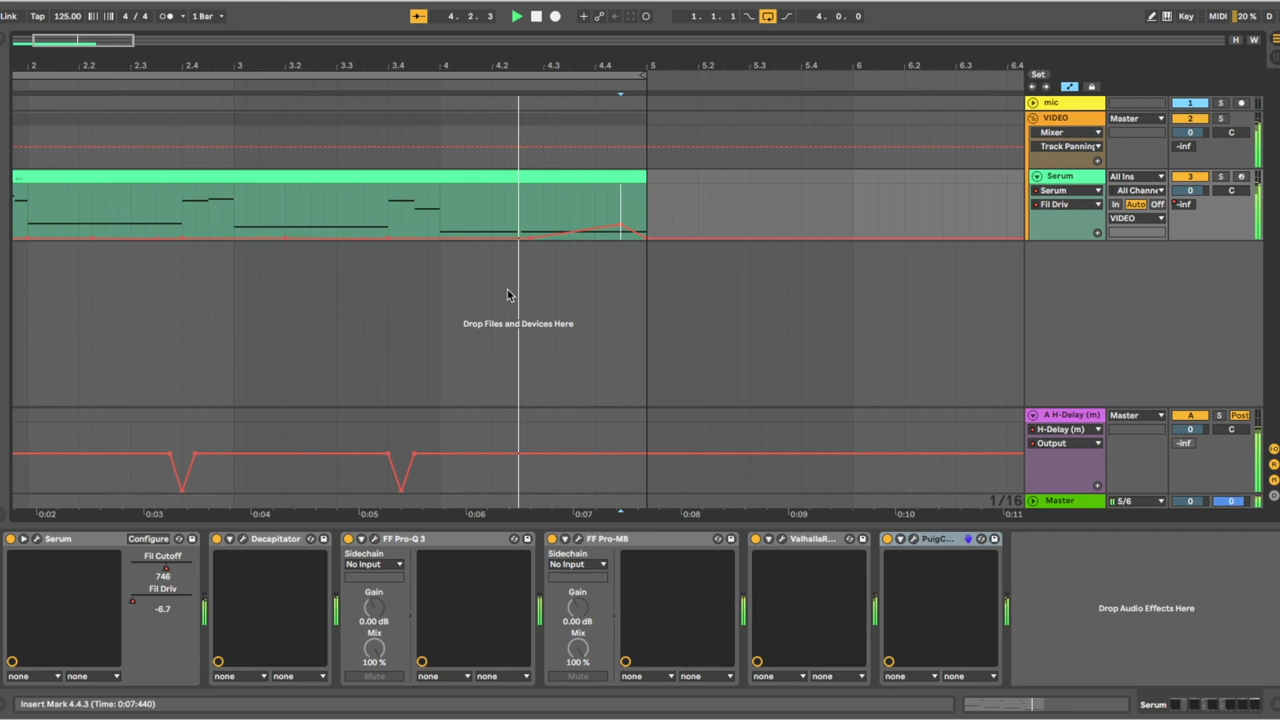 Link Tap 125.00 4 / 4 1 Bar 4. 2. 3 1. 1. 1 4. 0. 0 Key MIDI 20 % D
H W
2 2.2 2.3 2.4 3 3.2 3.3 3.4 4 4.2 4.3 4.4 5 5.2 5.3 5.4 6 6.2 6.3 6.4
Set
mic 1 S
VIDEO Master 2 S
Mixer 0 C
Track Panning -inf
... Serum All Ins 3 S
Serum All Channe 0 C
Fil Driv In Auto Off -inf
VIDEO
Drop Files and Devices Here
A H-Delay (m) Master A S Post
H-Delay (m) 0 C
Output -inf
1/16 Master 5/6 0 0
0:02 0:03 0:04 0:05 0:06 0:07 0:08 0:09 0:10 0:11
Serum Configure Decapitator FF Pro-Q 3 FF Pro-MB ValhallaR... PuigC...
Fil Cutoff Sidechain Sidechain
No Input No Input
746
Fil Driv Gain Gain
-6.7 Drop Audio Effects Here
0.00 dB 0.00 dB
Mix Mix
100 % 100 %
none none none none Mute none none Mute none none none none none none
Insert Mark 4.4.3 (Time: 0:07:440) Serum